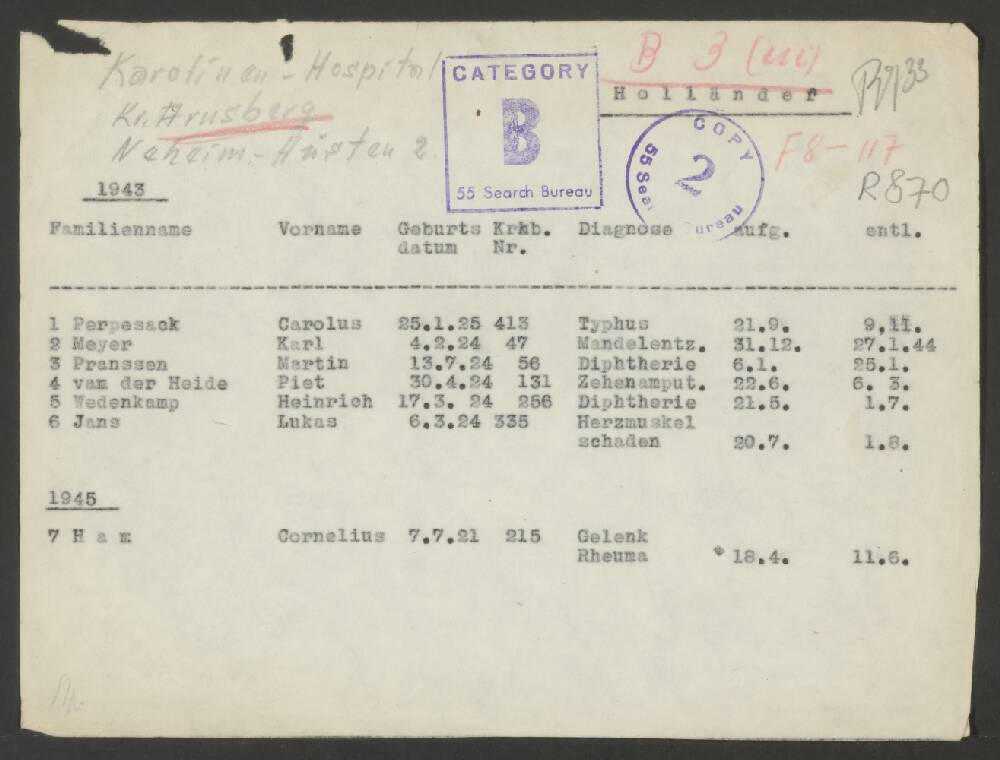 Karolinen-Hospital
Kr. Arnsberg
Neheim-Hüsten 2.
CATEGORY
B
55 Search Bureau
B 3
Holländer
COPY
2
55 Sear ureau
F8-117
R870
1943
Familienname Vorname Geburts Krkb. Diagnose aufg. entl.
datum Nr.
1 Perpesack Carolus 25.1.25 413 Typhus 21.9. 9.11.
2 Meyer Karl 4.2.24 47 Mandelentz. 31.12. 27.1.44
3 Pranssen Martin 13.7.24 56 Diphtherie 6.1. 25.1.
4 vam der Heide Piet 30.4.24 131 Zehenamput. 22.6. 6. 3.
5 Wedenkamp Heinrich 17.3. 24 256 Diphtherie 21.5. 1.7.
6 Jans Lukas 6.3.24 335 Herzmuskel
schaden 20.7. 1.8.
1945
7 H a m Cornelius 7.7.21 215 Gelenk
Rheuma 18.4. 11.6.